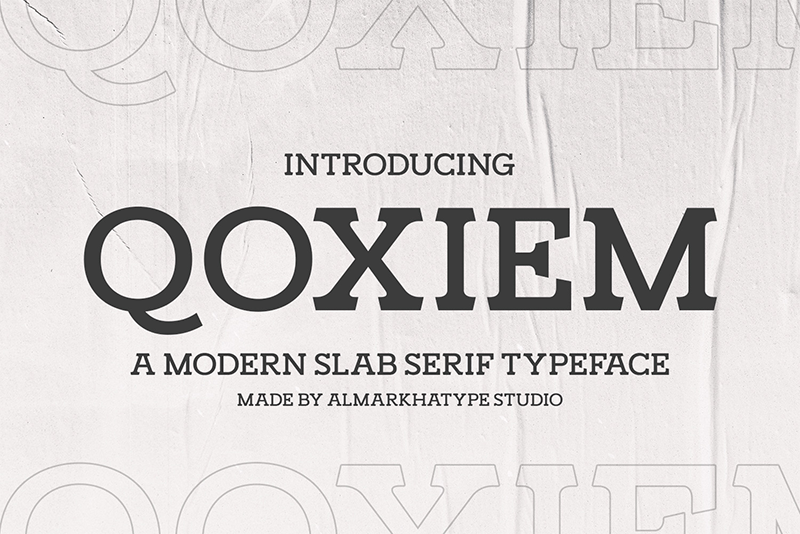 QOXIEM
INTRODUCING
QOXIEM
A MODERN SLAB SERIF TYPEFACE
MADE BY ALMARKHATYPE STUDIO
QOXIEM